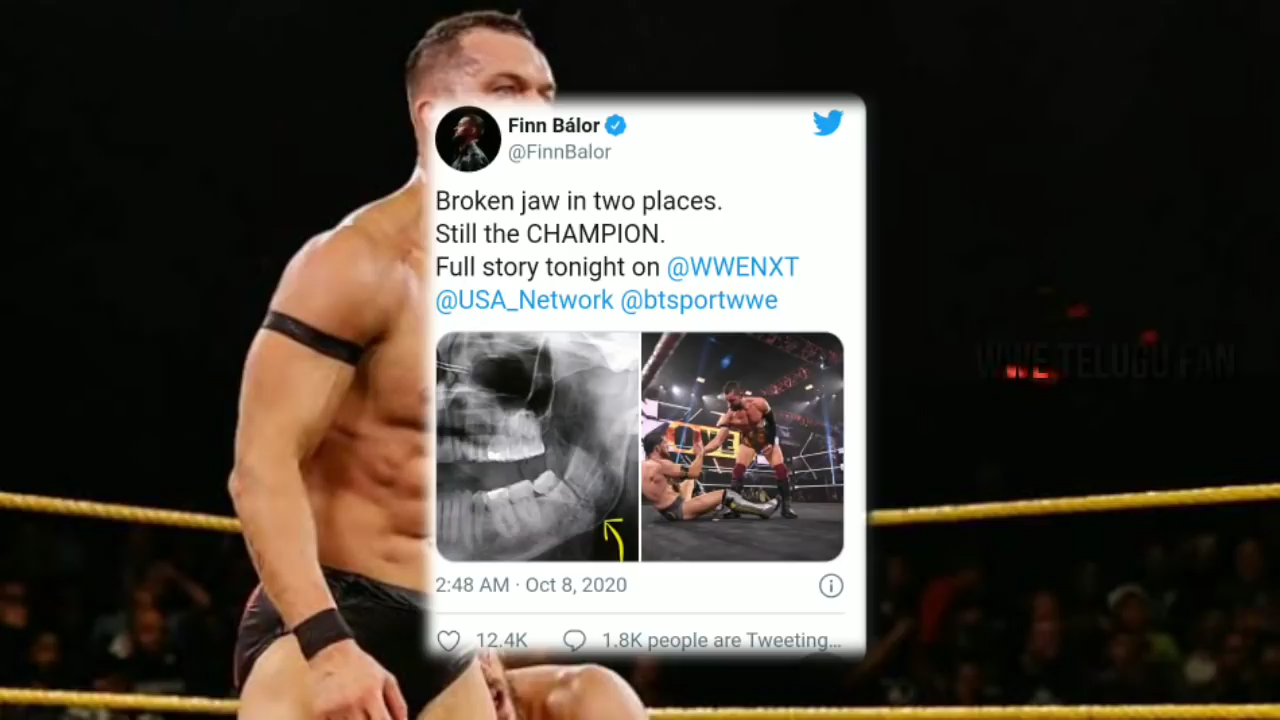 Finn Bálor
@FinnBalor
Broken jaw in two places.
Still the CHAMPION.
Full story tonight on @WWENXT
@USA_Network @btsportwwe
WWE TELUGU FAN
2:48 AM · Oct 8, 2020
12.4K 1.8K people are Tweeting...